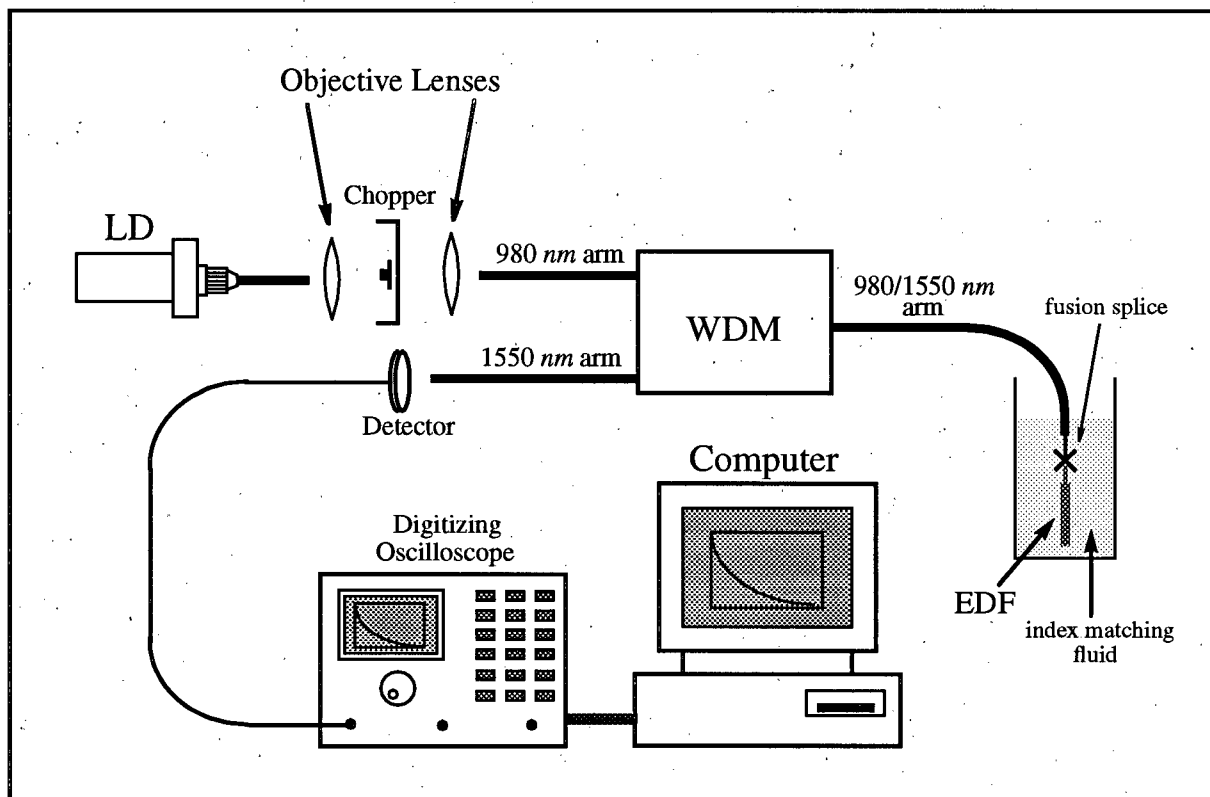 Objective Lenses
Chopper
LD
980 nm arm
980/1550 nm
arm
fusion splice
WDM
1550 nm arm
Detector
Computer
Digitizing
Oscilloscope
EDF
index matching
fluid